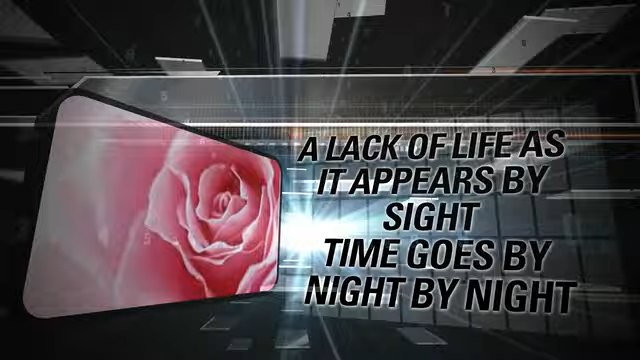 A LACK OF LIFE AS
IT APPEARS BY
SIGHT
TIME GOES BY
NIGHT BY NIGHT